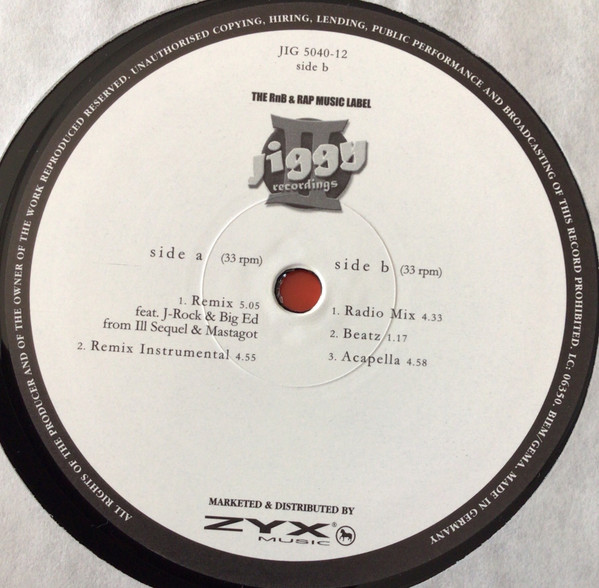 ALL RIGHTS OF THE PRODUCER AND OF THE OWNER OF THE WORK REPRODUCED RESERVED. UNAUTHORISED COPYING, HIRING, LENDING, PUBLIC PERFORMANCE AND BROADCASTING OF THIS RECORD PROHIBITED. LC: 06350. BIEM/GEMA. MADE IN GERMANY
JIG 5040-12
side b
THE RnB & RAP MUSIC LABEL
Jiggy
recordings
side a (33 rpm)
1. Remix 5.05
feat. J-Rock & Big Ed
from Ill Sequel & Mastagot
2. Remix Instrumental 4.55
side b (33 rpm)
1. Radio Mix 4.33
2. Beatz 1.17
3. Acapella 4.58
MARKETED & DISTRIBUTED BY
ZYX®
MUSIC